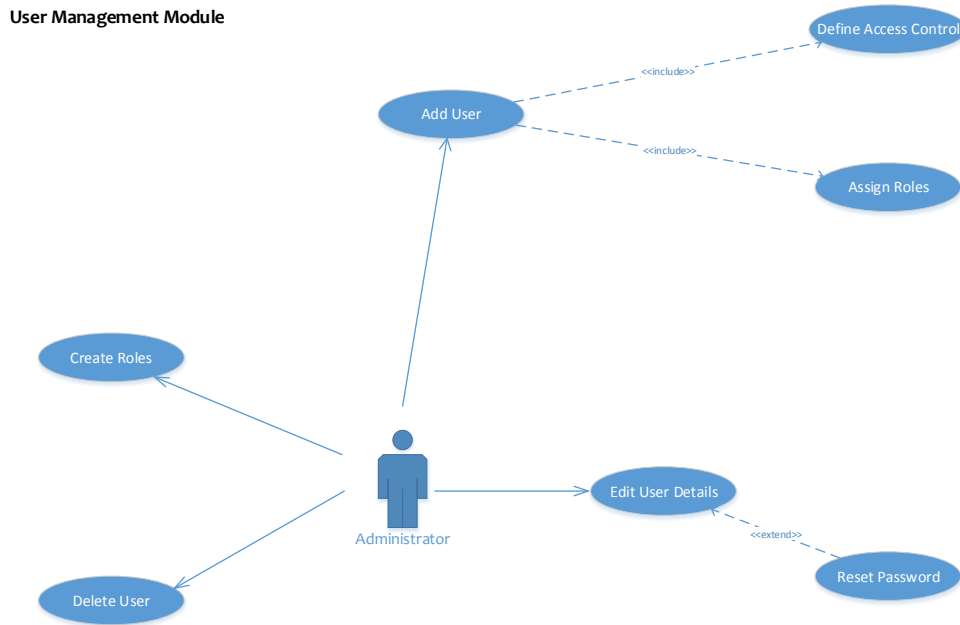 User Management Module
Define Access Control
<<include>>
Add User
<<include>>
Assign Roles
Create Roles
Edit User Details
Administrator
<<extend>>
Reset Password
Delete User